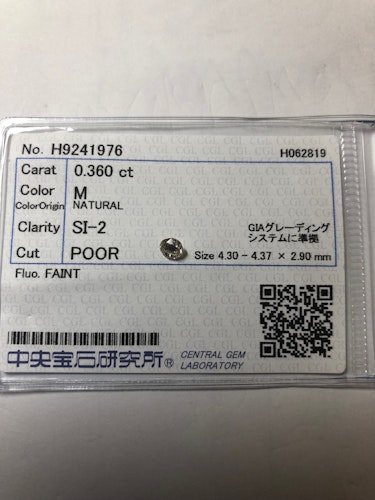 No. H9241976 H062819
Carat 0.360 ct
Color M
ColorOrigin NATURAL
Clarity SI-2 GIAグレーディング
システムに準拠
Cut POOR Size 4.30 - 4.37 × 2.90 mm
Fluo. FAINT
中央宝石研究所® CENTRAL GEM
LABORATORY